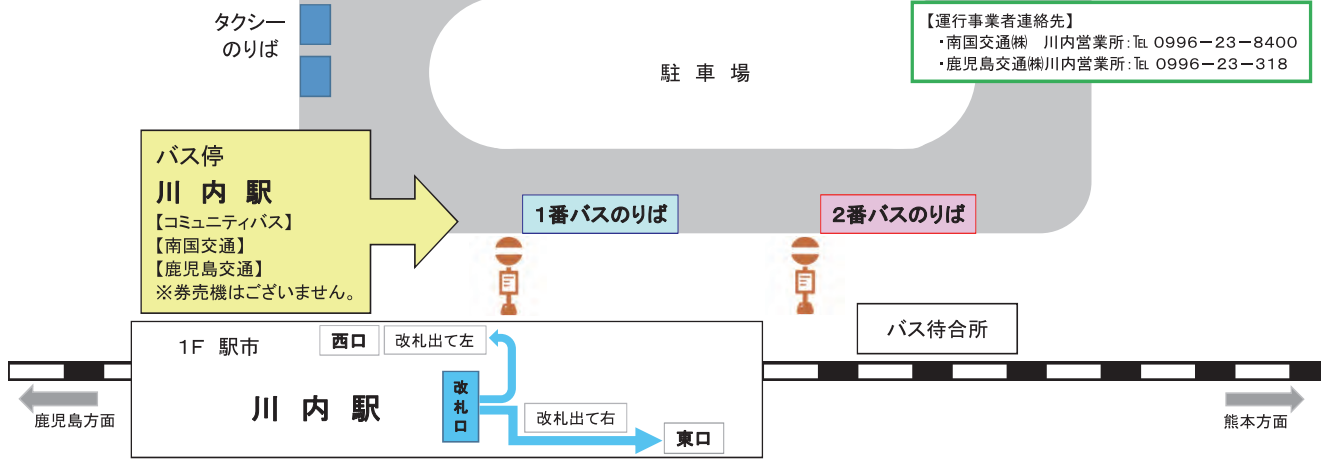 タクシー
のりば
駐車場
【運行事業者連絡先】
・南国交通㈱　川内営業所:℡ 0996-23-8400
・鹿児島交通㈱川内営業所:℡ 0996-23-318
バス停
川内駅
【コミュニティバス】
【南国交通】
【鹿児島交通】
※券売機はございません。
1番バスのりば
2番バスのりば
バス待合所
1F 駅市
西口
改札出て左
川内駅
改札口
改札出て右
東口
鹿児島方面
熊本方面